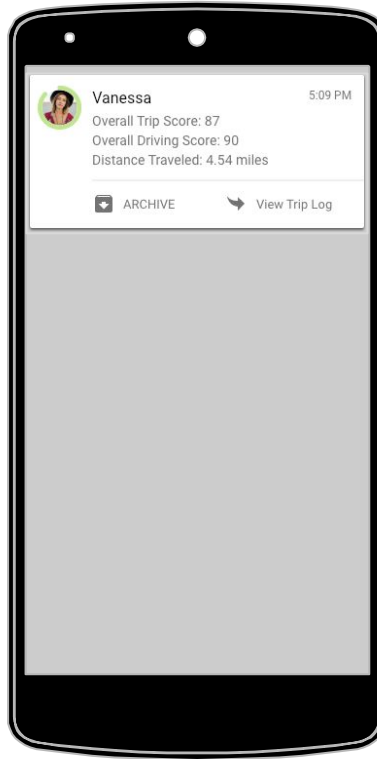 Vanessa 5:09 PM
Overall Trip Score: 87
Overall Driving Score: 90
Distance Traveled: 4.54 miles
ARCHIVE View Trip Log